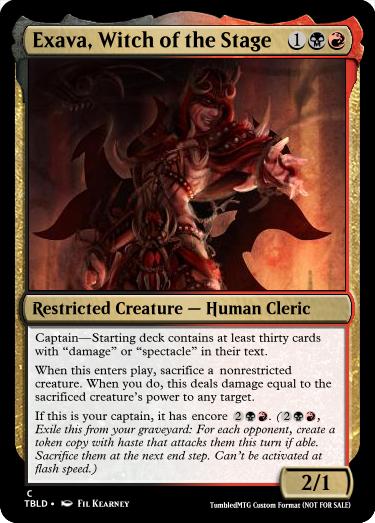 Exava, Witch of the Stage 1
Restricted Creature — Human Cleric
Captain—Starting deck contains at least thirty cards
with “damage” or “spectacle” in their text.
When this enters play, sacrifice a nonrestricted
creature. When you do, this deals damage equal to the
sacrificed creature’s power to any target.
If this is your captain, it has encore 2. (2,
Exile this from your graveyard: For each opponent, create a
token copy with haste that attacks them this turn if able.
Sacrifice them at the next end step. Can’t be activated at
flash speed.)
2/1
C
TBLD • Fil Kearney
TumbledMTG Custom Format (NOT FOR SALE)